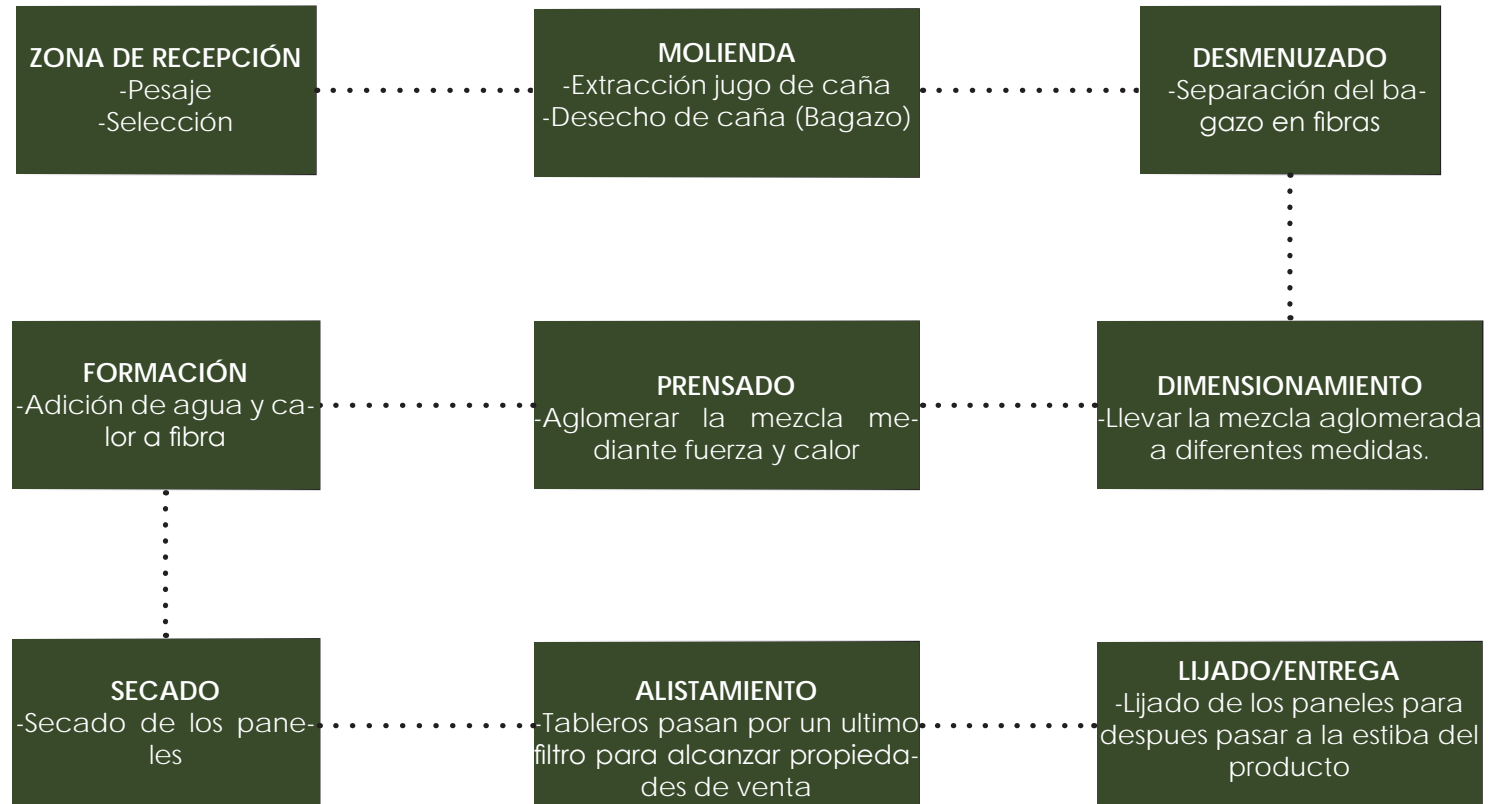 ZONA DE RECEPCIÓN
-Pesaje
-Selección
MOLIENDA
-Extracción jugo de caña
-Desecho de caña (Bagazo)
DESMENUZADO
-Separación del ba-
gazo en fibras
FORMACIÓN
-Adición de agua y ca-
lor a fibra
PRENSADO
-Aglomerar la mezcla me-
diante fuerza y calor
DIMENSIONAMIENTO
-Llevar la mezcla aglomerada
a diferentes medidas.
SECADO
-Secado de los pane-
les
ALISTAMIENTO
-Tableros pasan por un ultimo
filtro para alcanzar propieda-
des de venta
LIJADO/ENTREGA
-Lijado de los paneles para
despues pasar a la estiba del
producto